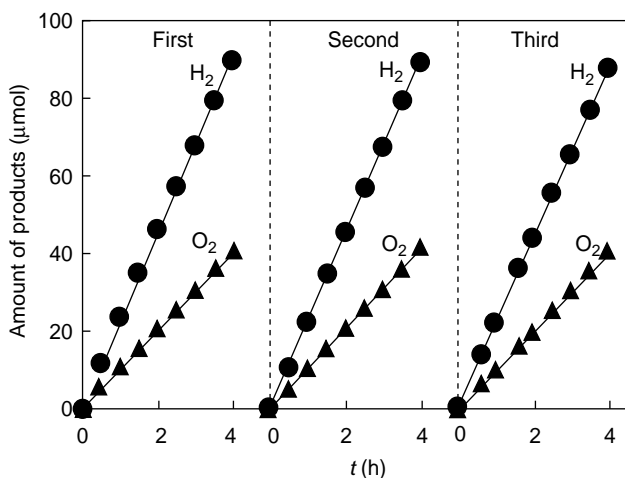 100
80
60
40
20
0
Amount of products (μmol)
First
Second
Third
H2
H2
H2
O2
O2
O2
0 2 4
0 2 4
0 2 4
t (h)